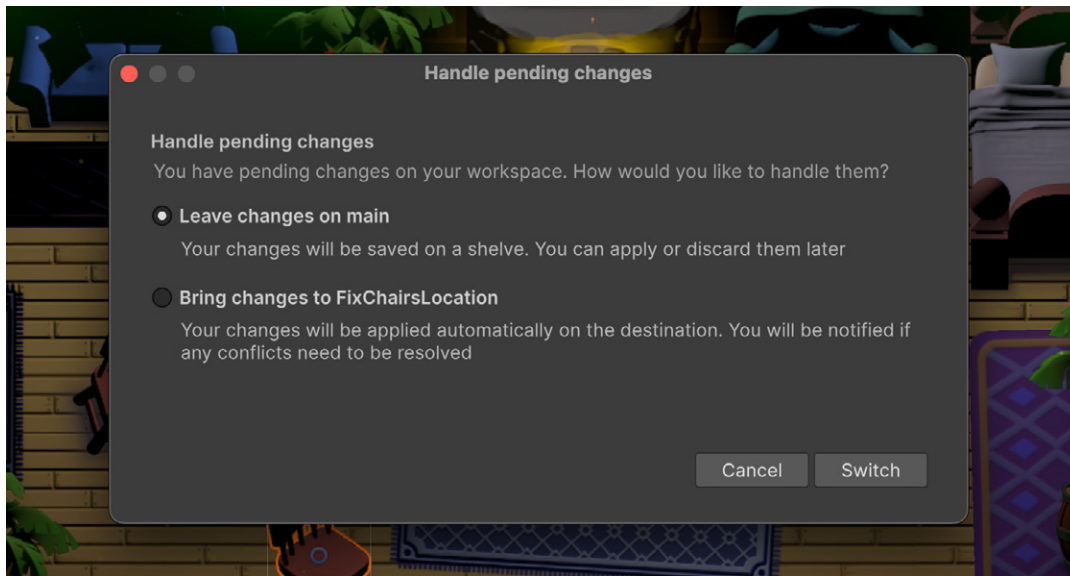 Handle pending changes
Handle pending changes
You have pending changes on your workspace. How would you like to handle them?
Leave changes on main
Your changes will be saved on a shelve. You can apply or discard them later
Bring changes to FixChairsLocation
Your changes will be applied automatically on the destination. You will be notified if
any conflicts need to be resolved
Cancel
Switch